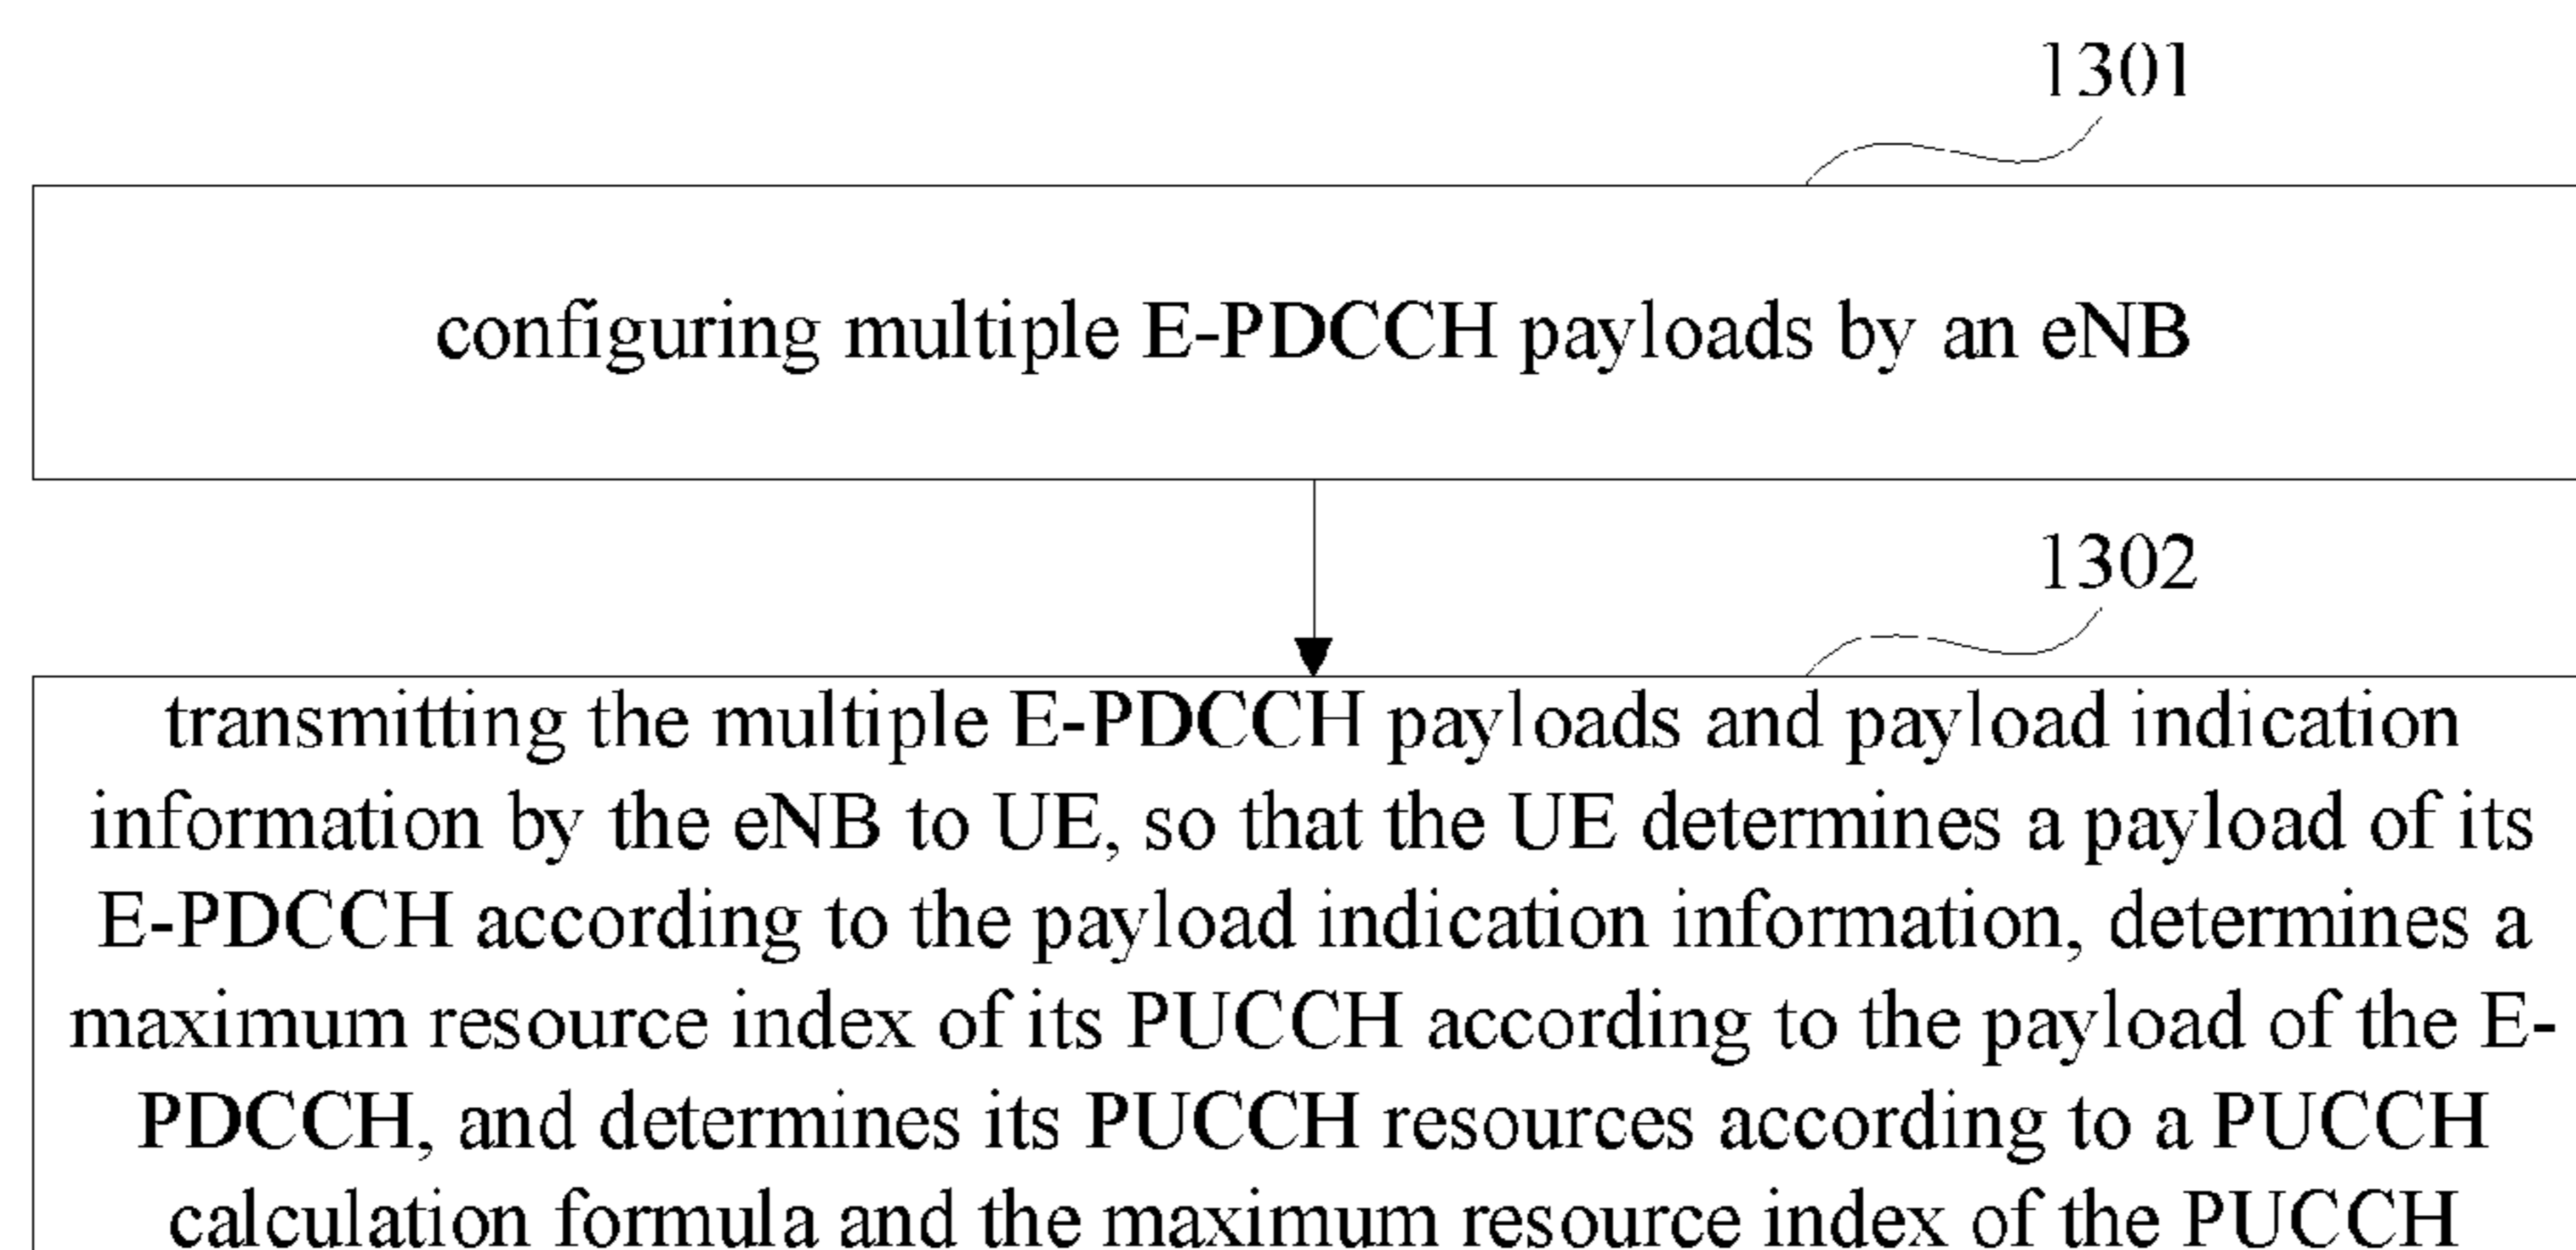 1301
configuring multiple E-PDCCH payloads by an eNB
1302
transmitting the multiple E-PDCCH payloads and payload indication
information by the eNB to UE, so that the UE determines a payload of its
E-PDCCH according to the payload indication information, determines a
maximum resource index of its PUCCH according to the payload of the E-
PDCCH, and determines its PUCCH resources according to a PUCCH
calculation formula and the maximum resource index of the PUCCH